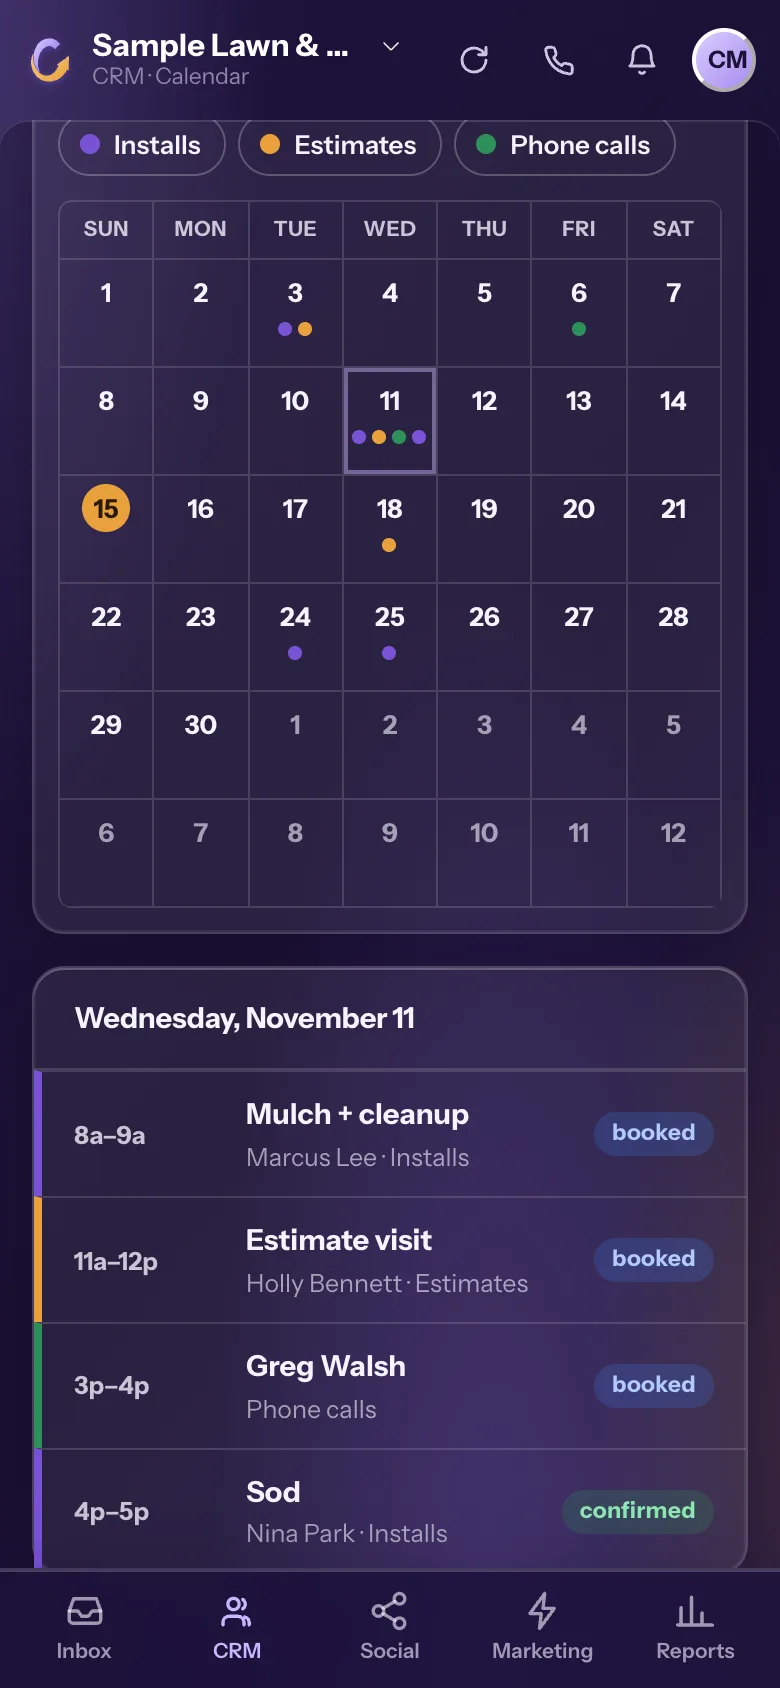 Sample Lawn & ...
CRM · Calendar
CM
Installs
Estimates
Phone calls
SUN MON TUE WED THU FRI SAT
1 2 3 4 5 6 7
8 9 10 11 12 13 14
15 16 17 18 19 20 21
22 23 24 25 26 27 28
29 30 1 2 3 4 5
6 7 8 9 10 11 12
Wednesday, November 11
8a–9a
Mulch + cleanup
Marcus Lee · Installs
booked
11a–12p
Estimate visit
Holly Bennett · Estimates
booked
3p–4p
Greg Walsh
Phone calls
booked
4p–5p
Sod
Nina Park · Installs
confirmed
Inbox
CRM
Social
Marketing
Reports